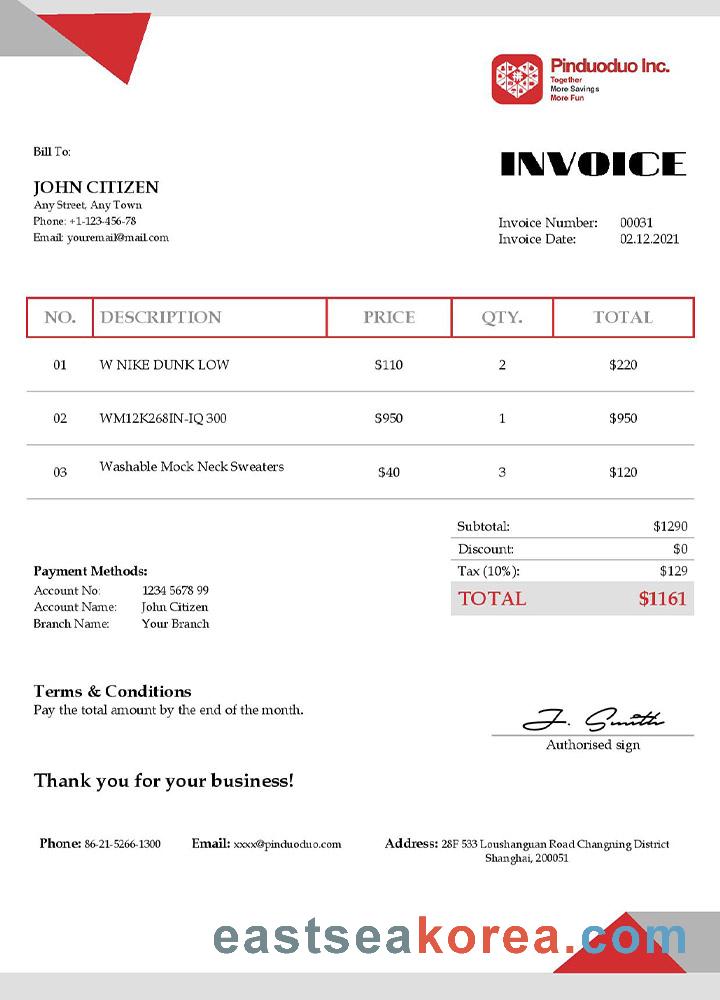 Pinduoduo Inc.
Together
More Savings
More Fun
Bill To:
INVOICE
JOHN CITIZEN
Any Street, Any Town
Phone: +1-123-456-78
Email: youremail@mail.com
Invoice Number: 00031
Invoice Date: 02.12.2021
NO. DESCRIPTION PRICE QTY. TOTAL
01 W NIKE DUNK LOW $110 2 $220
02 WM12K268IN-IQ 300 $950 1 $950
03 Washable Mock Neck Sweaters $40 3 $120
Subtotal: $1290
Discount: $0
Tax (10%): $129
TOTAL $1161
Payment Methods:
Account No: 1234 5678 99
Account Name: John Citizen
Branch Name: Your Branch
Terms & Conditions
Pay the total amount by the end of the month.
J. Smith
Authorised sign
Thank you for your business!
Phone: 86-21-5266-1300 Email: xxxx@pinduoduo.com Address: 28F 533 Loushanguan Road Changning District
Shanghai, 200051
eastseakorea.com